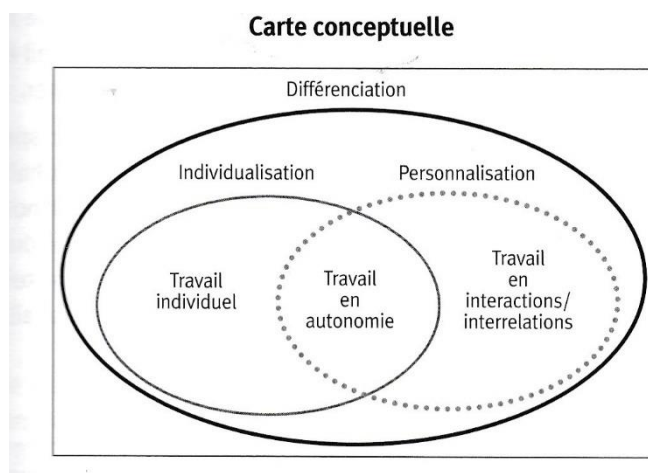 Carte conceptuelle
Différenciation
Individualisation
Personnalisation
Travail
individuel
Travail
en
autonomie
Travail
en
interactions/
interrelations